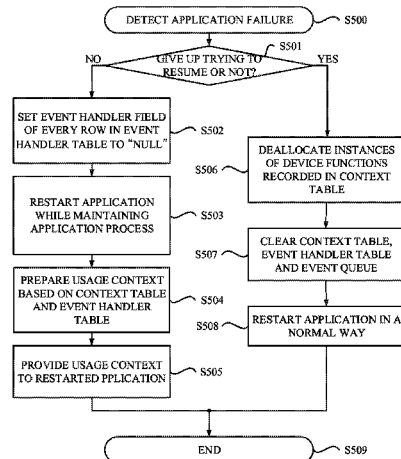 DETECT APPLICATION FAILURE
S500
S501
NO
GIVE UP TRYING TO
RESUME OR NOT?
YES
SET EVENT HANDLER FIELD
OF EVERY ROW IN EVENT
HANDLER TABLE TO "NULL"
S502
RESTART APPLICATION
WHILE MAINTAINING
APPLICATION PROCESS
S503
PREPARE USAGE CONTEXT
BASED ON CONTEXT TABLE
AND EVENT HANDLER
TABLE
S504
PROVIDE USAGE CONTEXT
TO RESTARTED PPLICATION
S505
S506
DEALLOCATE INSTANCES
OF DEVICE FUNCTIONS
RECORDED IN CONTEXT
TABLE
S507
CLEAR CONTEXT TABLE,
EVENT HANDLER TABLE
AND EVENT QUEUE
S508
RESTART APPLICATION IN A
NORMAL WAY
END
S509